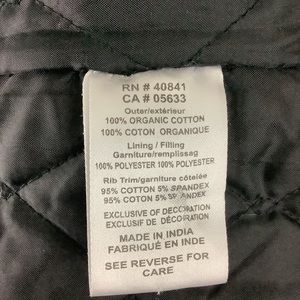 RN # 40841
CA # 05633
Outer/extérieur
100% ORGANIC COTTON
100% COTON ORGANIQUE
Lining / Filling
Garniture/remplissag
100% POLYESTER 100% POLYESTER
Rib Trim/garniture côtelée
95% COTTON 5% SPANDEX
95% COTON 5% SPANDEX
EXCLUSIVE OF DECORATION
EXCLUSIF DE DÉCORATION
MADE IN INDIA
FABRIQUÉ EN INDE
SEE REVERSE FOR
CARE